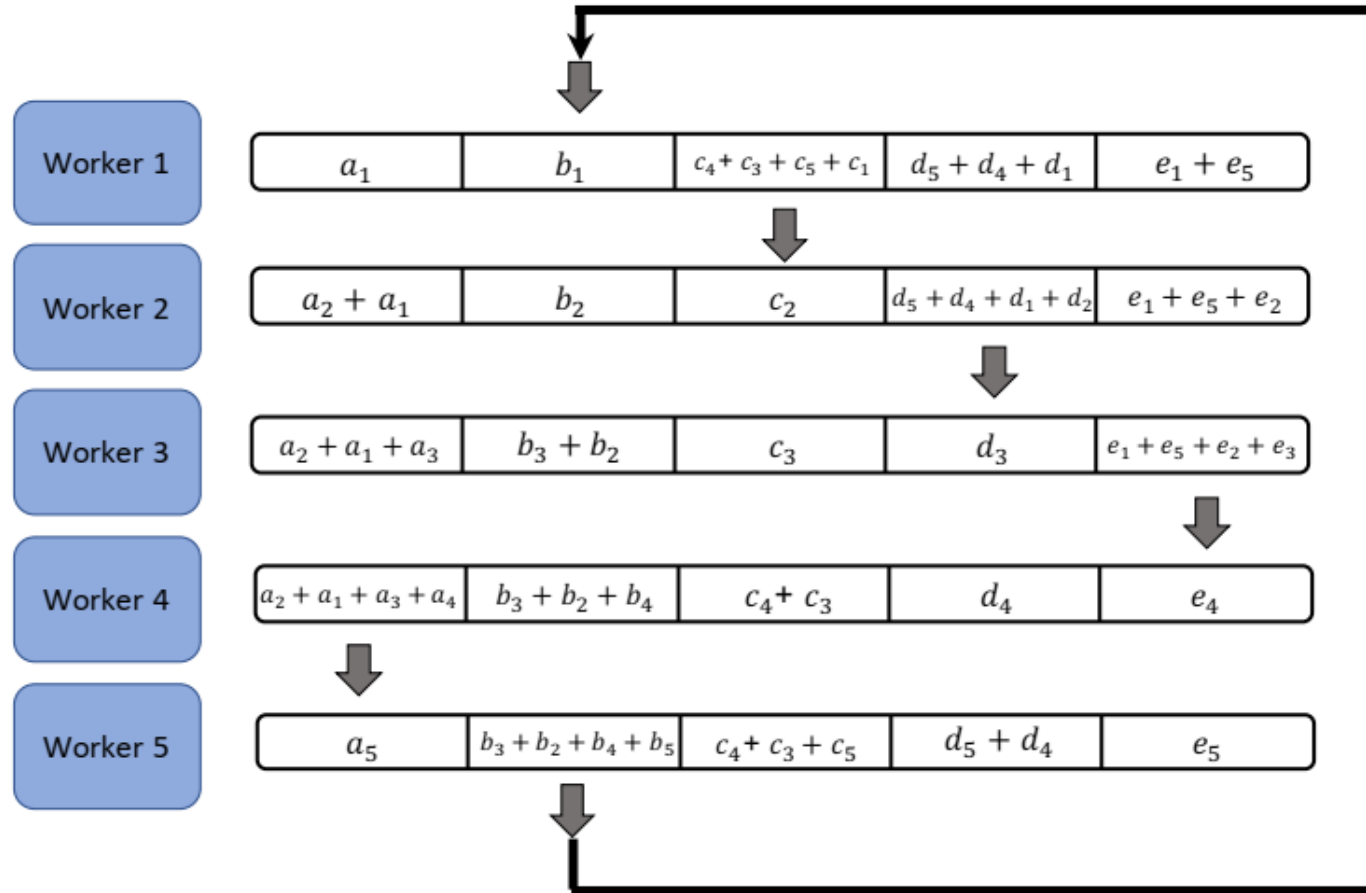 Worker 1 a₁ b₁ c₄ + c₃ + c₅ + c₁ d₅ + d₄ + d₁ e₁ + e₅
Worker 2 a₂ + a₁ b₂ c₂ d₅ + d₄ + d₁ + d₂ e₁ + e₅ + e₂
Worker 3 a₂ + a₁ + a₃ b₃ + b₂ c₃ d₃ e₁ + e₅ + e₂ + e₃
Worker 4 a₂ + a₁ + a₃ + a₄ b₃ + b₂ + b₄ c₄ + c₃ d₄ e₄
Worker 5 a₅ b₃ + b₂ + b₄ + b₅ c₄ + c₃ + c₅ d₅ + d₄ e₅